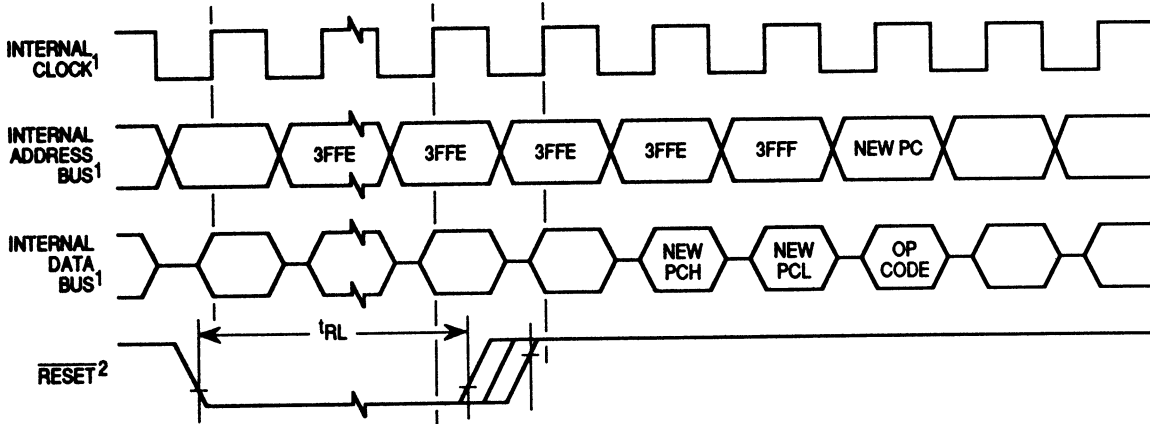 INTERNAL
CLOCK1
INTERNAL
ADDRESS
BUS1
3FFE
3FFE
3FFE
3FFE
3FFF
NEW PC
INTERNAL
DATA
BUS1
NEW
PCH
NEW
PCL
OP
CODE
tRL
RESET2